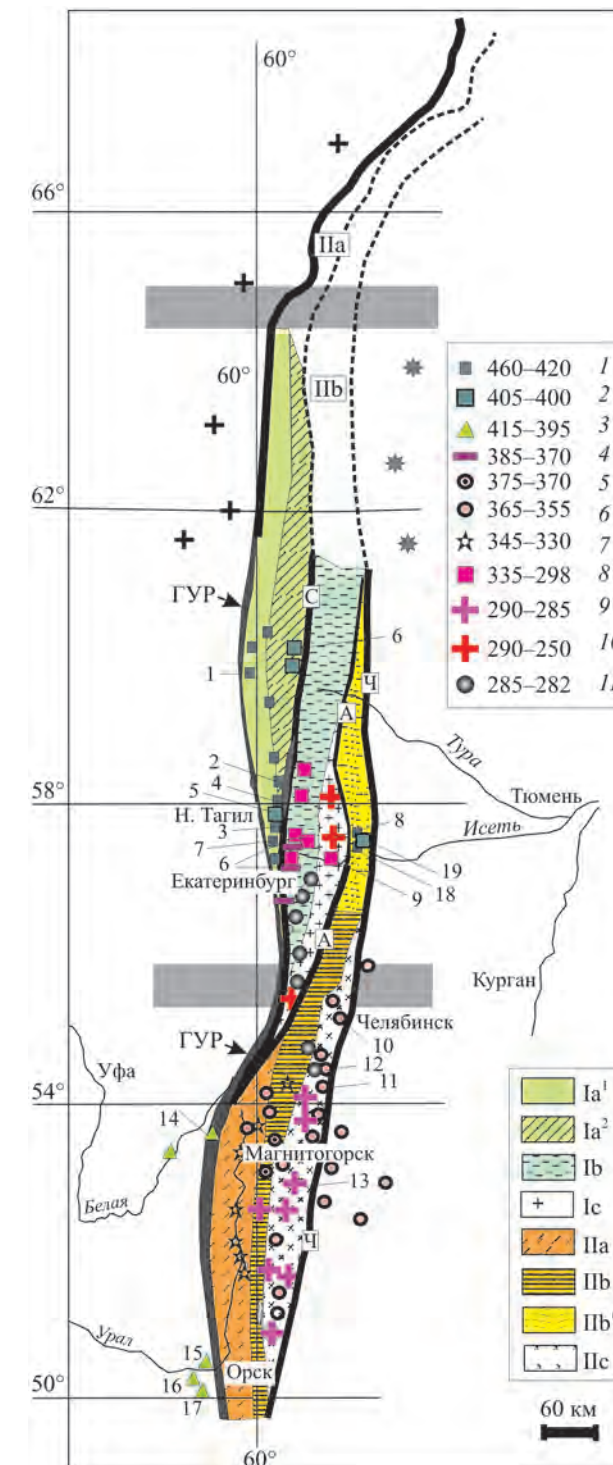 60°
66°
IIa
60°
IIb
460–420 1
405–400 2
415–395 3
385–370 4
375–370 5
365–355 6
345–330 7
335–298 8
290–285 9
290–250
285–282
62°
ГУР
С
6
1
Ч
А
2
4
Тура
5
58°
Тюмень
Н. Тагил
8
Исеть
3
7
19
6
18
Екатеринбург
9
А
Курган
Челябинск
10
ГУР
12
Уфа
11
54°
14
Магнитогорск
13
Белая
Ч
Урал
15
16
Орск
17
50°
60°
Ia¹
Ia²
Ib
Ic
IIa
IIb
IIb
IIc
60 км